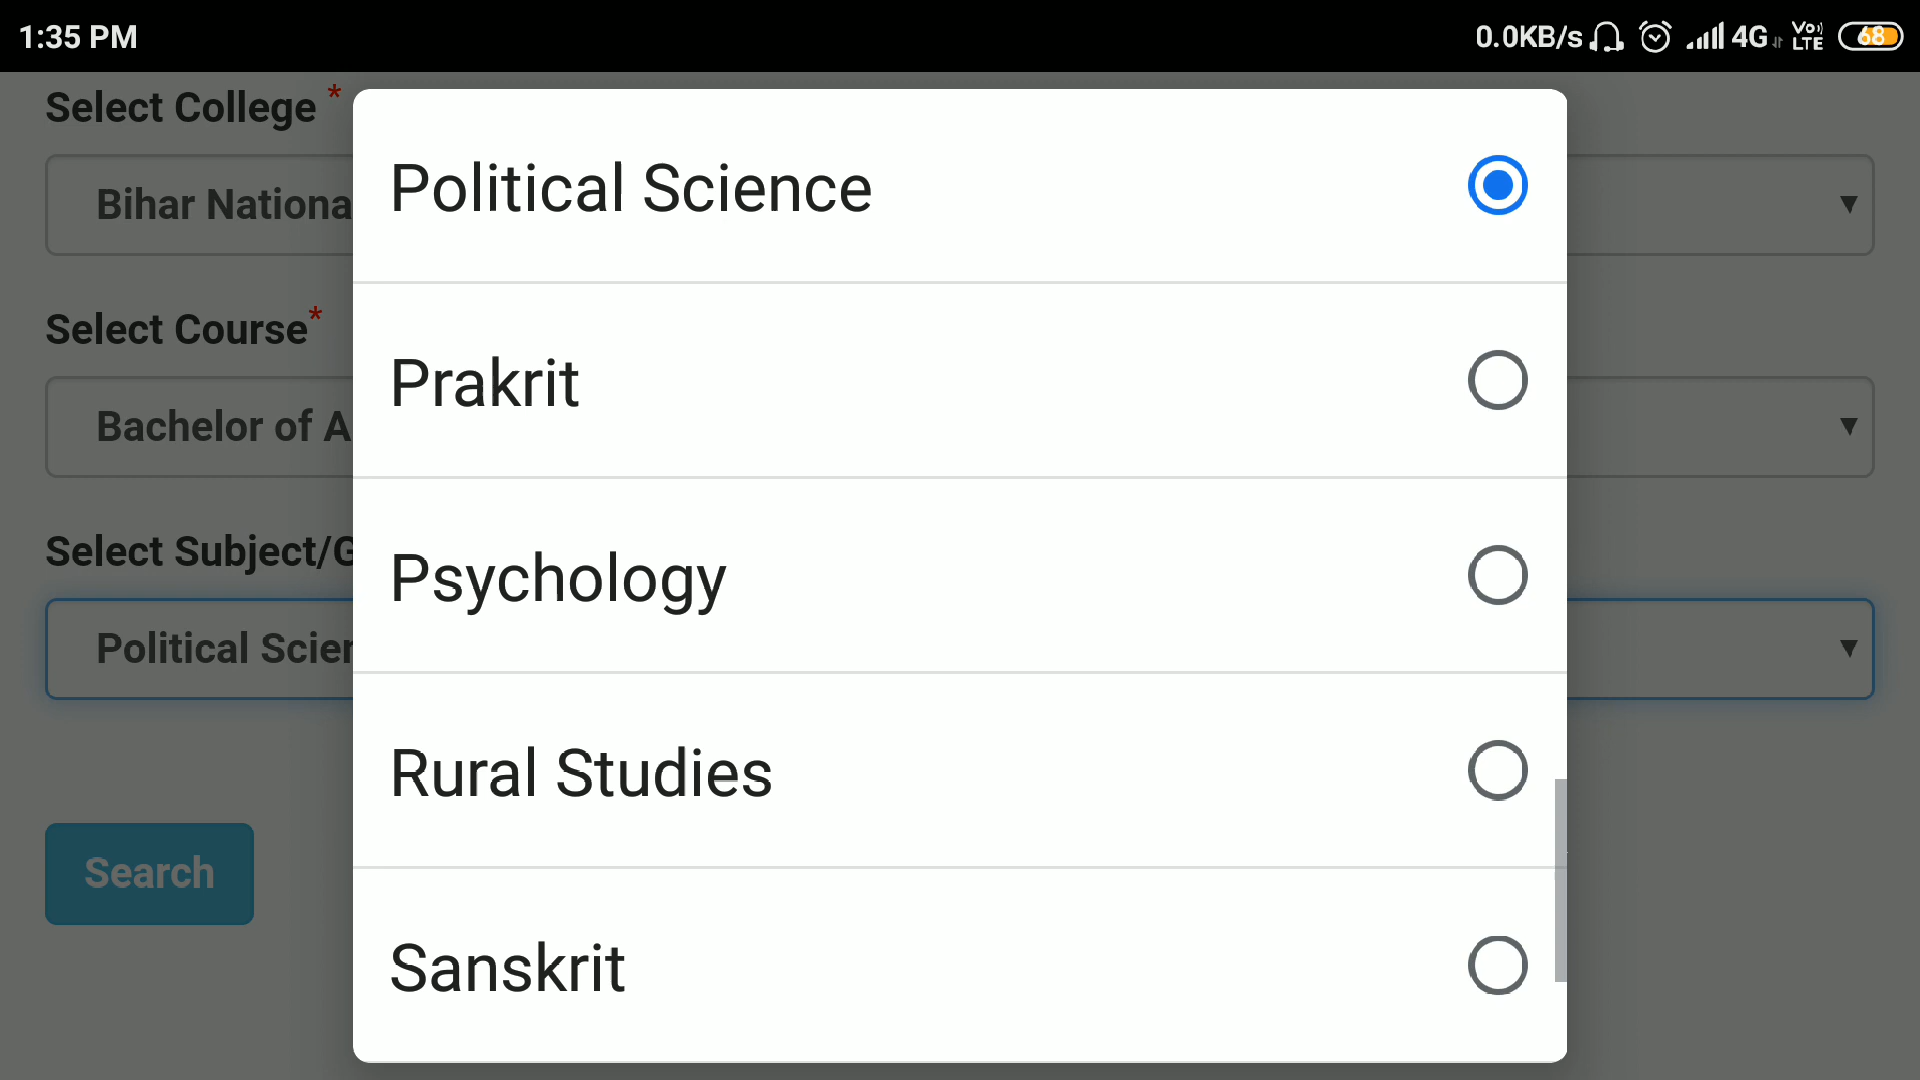 1:35 PM
0.0KB/s 4G Vo)) LTE 68
Select College *
Bihar Nationa
Select Course*
Bachelor of A
Select Subject/G
Political Scien
Search
Political Science
Prakrit
Psychology
Rural Studies
Sanskrit